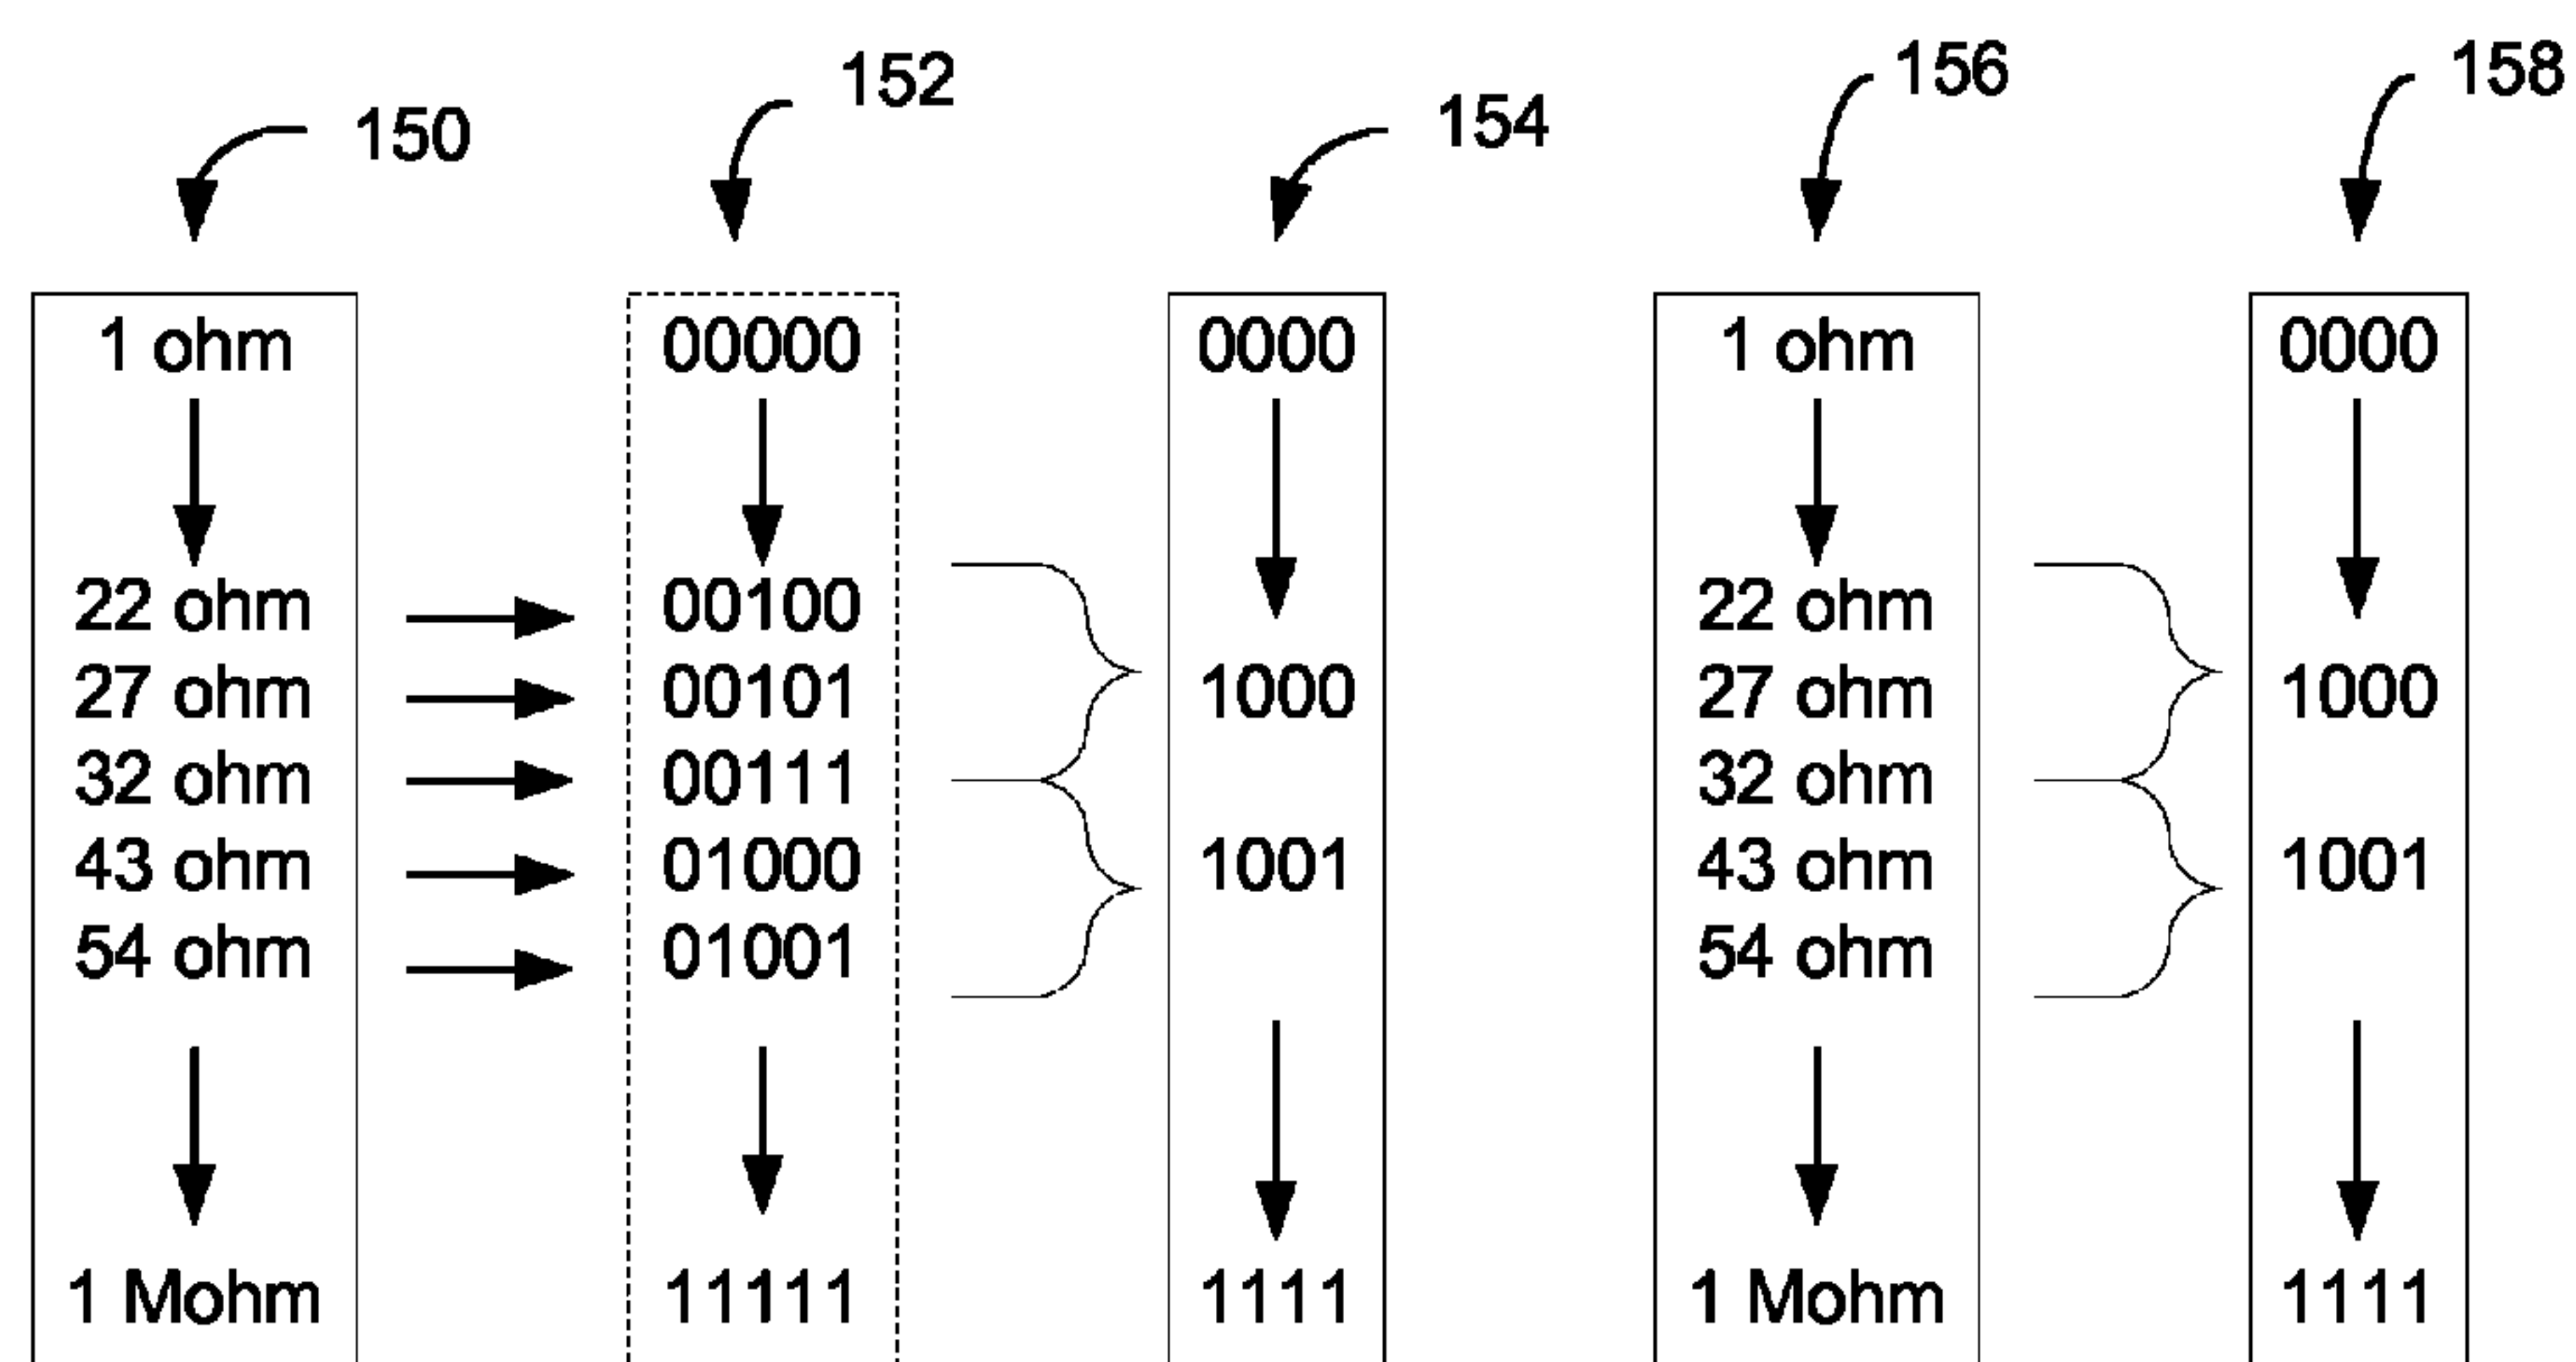 150
152
154
156
158
1 ohm
22 ohm
27 ohm
32 ohm
43 ohm
54 ohm
1 Mohm
00000
00100
00101
00111
01000
01001
11111
0000
1000
1001
1111
1 ohm
22 ohm
27 ohm
32 ohm
43 ohm
54 ohm
1 Mohm
0000
1000
1001
1111